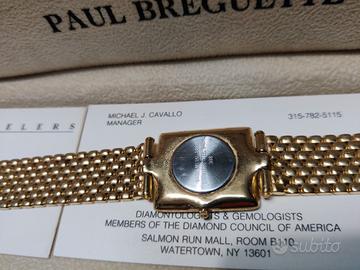 PAUL BREGUETTE
ELERS
MICHAEL J. CAVALLO
MANAGER
315-782-5115
DIAMONTOLOGISTS & GEMOLOGISTS
MEMBERS OF THE DIAMOND COUNCIL OF AMERICA
SALMON RUN MALL, ROOM B110
WATERTOWN, NY 13601
subito